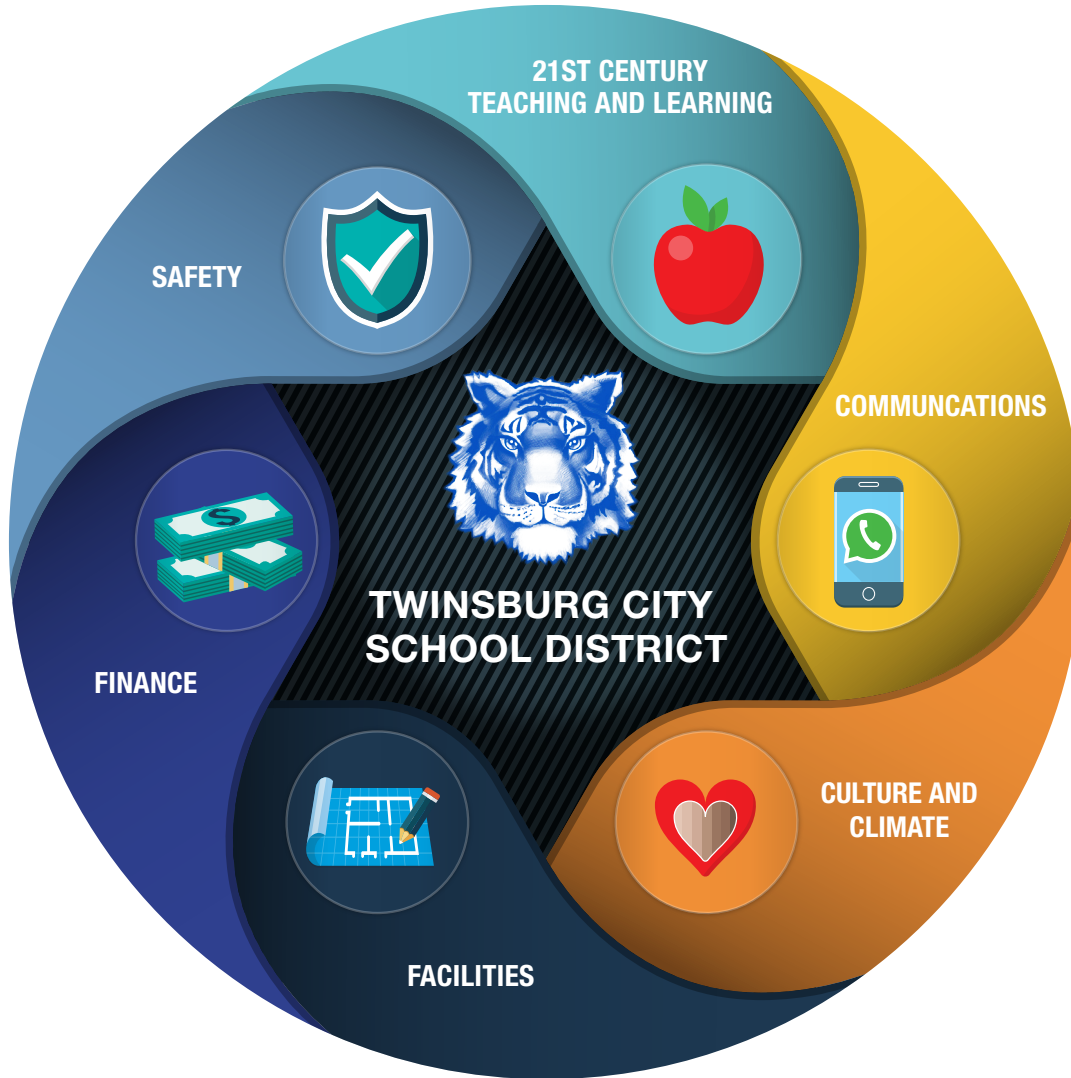 21ST CENTURY
TEACHING AND LEARNING
SAFETY
COMMUNCATIONS
TWINSBURG CITY
SCHOOL DISTRICT
FINANCE
CULTURE AND
CLIMATE
FACILITIES